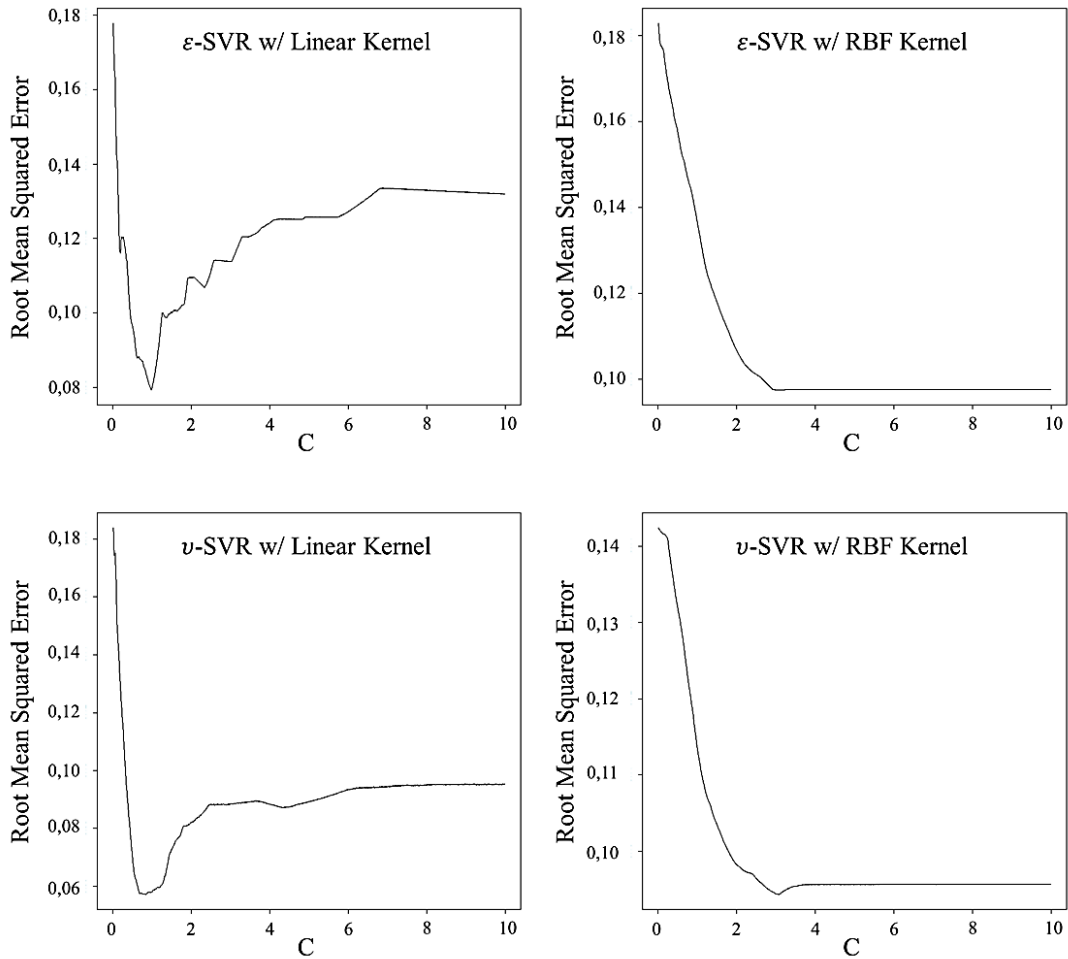 ε-SVR w/ Linear Kernel
Root Mean Squared Error
0,18
0,16
0,14
0,12
0,10
0,08
0 2 4 6 8 10
C
ε-SVR w/ RBF Kernel
Root Mean Squared Error
0,18
0,16
0,14
0,12
0,10
0 2 4 6 8 10
C
υ-SVR w/ Linear Kernel
Root Mean Squared Error
0,18
0,16
0,14
0,12
0,10
0,08
0,06
0 2 4 6 8 10
C
υ-SVR w/ RBF Kernel
Root Mean Squared Error
0,14
0,13
0,12
0,11
0,10
0 2 4 6 8 10
C